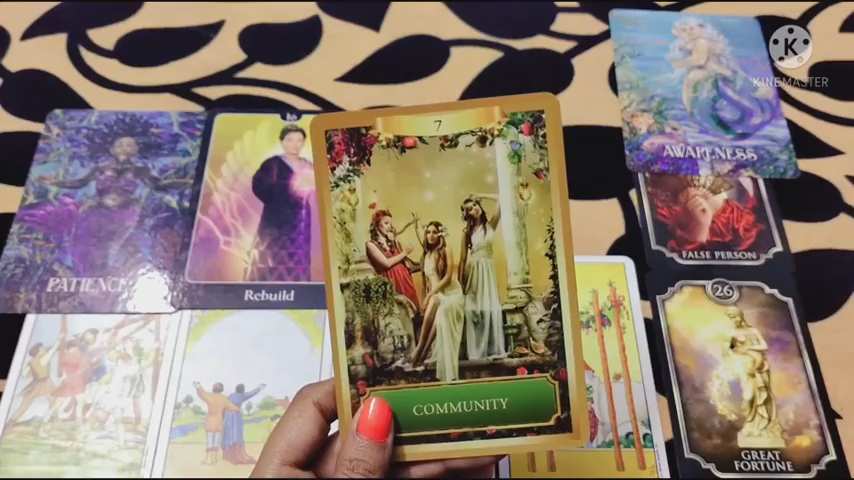 K
KINEMASTER
7
16
AWARENESS
PATIENCE
Rebuild
FALSE PERSON
26
COMMUNITY
GREAT
FORTUNE